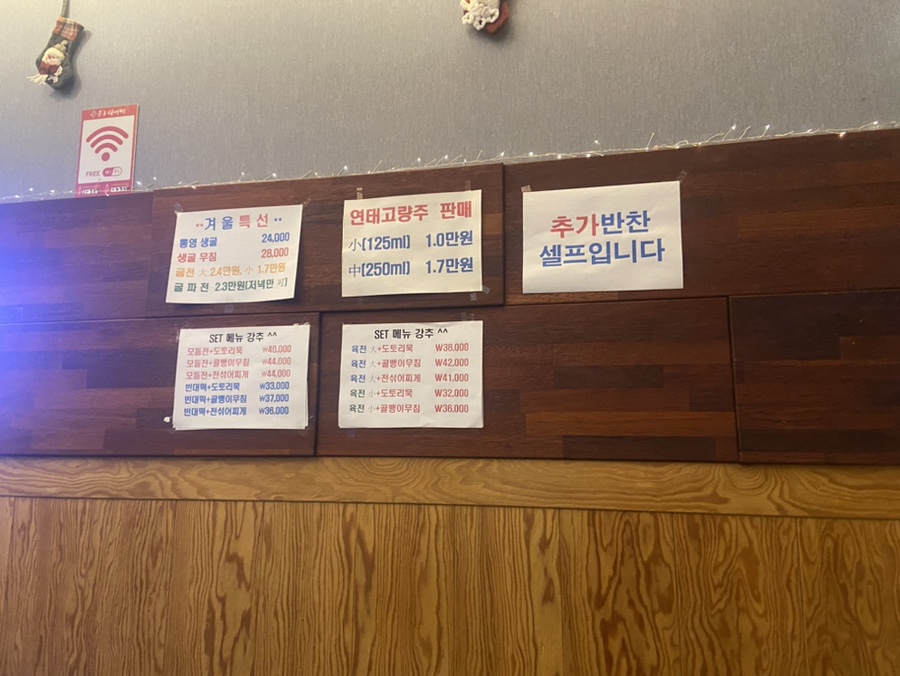 FREE Wi Fi
··겨울특선··
통영 생굴 24,000
생굴 무침 28,000
굴전 大 2.4만원, 小 1.7만원
굴 파 전 2.3만원(저녁만 可)
연태고량주 판매
小(125ml) 1.0만원
中(250ml) 1.7만원
추가반찬
셀프입니다
SET 메뉴 강추 ^^
모듬전+도토리묵 ₩40,000
모듬전+골뱅이무침 ₩44,000
모듬전+전섞어찌게 ₩44,000
빈대떡+도토리묵 ₩33,000
빈대떡+골뱅이무침 ₩37,000
빈대떡+전섞어찌게 ₩36,000
SET 메뉴 강추 ^^
육전 大+도토리묵 ₩38,000
육전 大+골뱅이무침 ₩42,000
육전 大+전섞어찌게 ₩41,000
육전 小+도토리묵 ₩32,000
육전 小+골뱅이무침 ₩36,000